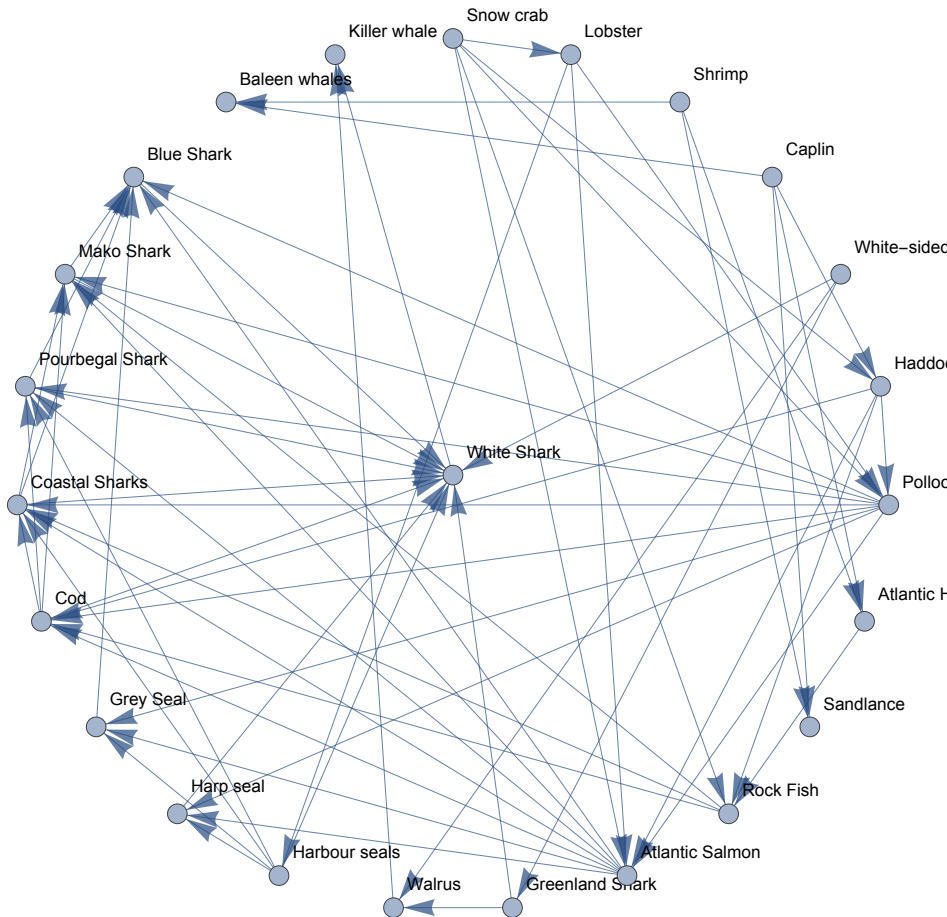 Snow crab
Killer whale
Lobster
Baleen whales
Shrimp
Blue Shark
Caplin
Mako Shark
White-sided
Pourbegal Shark
Haddoc
White Shark
Coastal Sharks
Polloc
Cod
Atlantic H
Grey Seal
Sandlance
Harp seal
Rock Fish
Harbour seals
Atlantic Salmon
Walrus
Greenland Shark